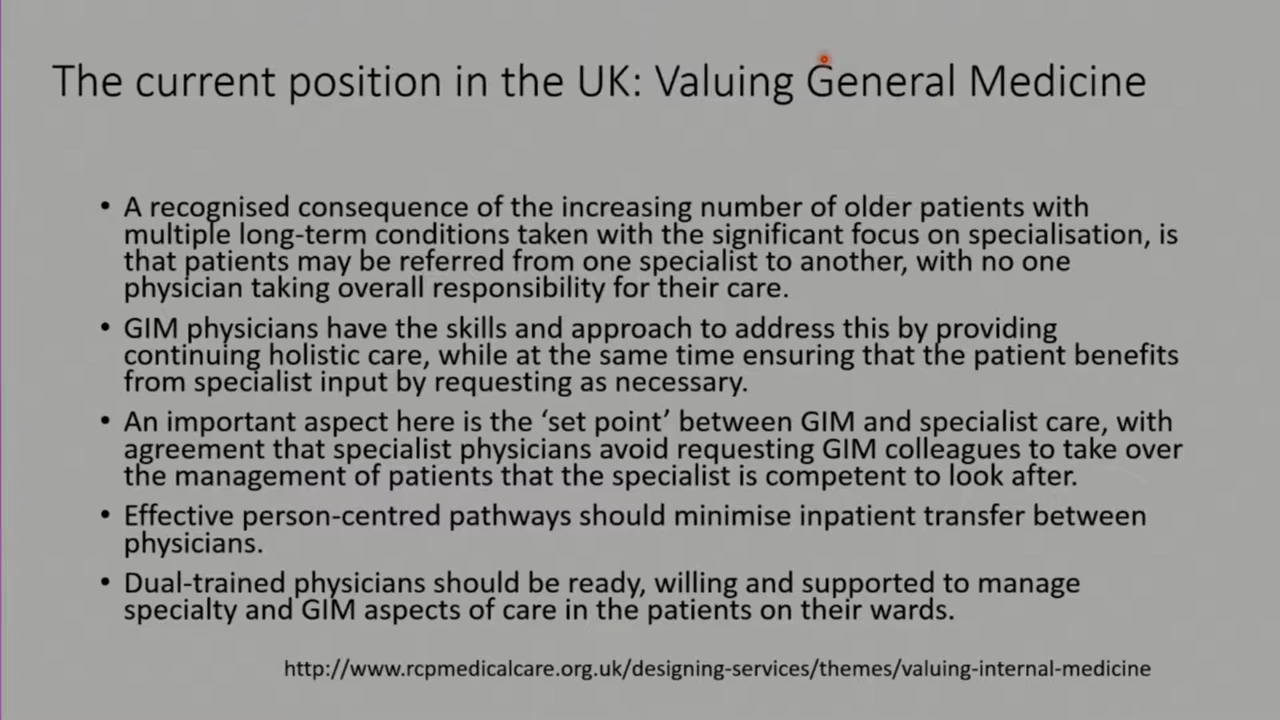 The current position in the UK: Valuing General Medicine
• A recognised consequence of the increasing number of older patients with
multiple long-term conditions taken with the significant focus on specialisation, is
that patients may be referred from one specialist to another, with no one
physician taking overall responsibility for their care.
• GIM physicians have the skills and approach to address this by providing
continuing holistic care, while at the same time ensuring that the patient benefits
from specialist input by requesting as necessary.
• An important aspect here is the ‘set point’ between GIM and specialist care, with
agreement that specialist physicians avoid requesting GIM colleagues to take over
the management of patients that the specialist is competent to look after.
• Effective person-centred pathways should minimise inpatient transfer between
physicians.
• Dual-trained physicians should be ready, willing and supported to manage
specialty and GIM aspects of care in the patients on their wards.
http://www.rcpmedicalcare.org.uk/designing-services/themes/valuing-internal-medicine